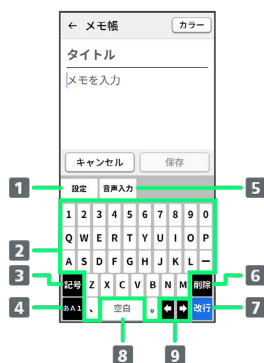 ← メモ帳 カラー
タイトル
メモを入力
キャンセル 保存
1 設定 音声入力 5
1 2 3 4 5 6 7 8 9 0
2 Q W E R T Y U I O P
A S D F G H J K L ー
3 記号 Z X C V B N M 削除 6
4 あA1 、 空白 。 ← → 改行 7
8 9